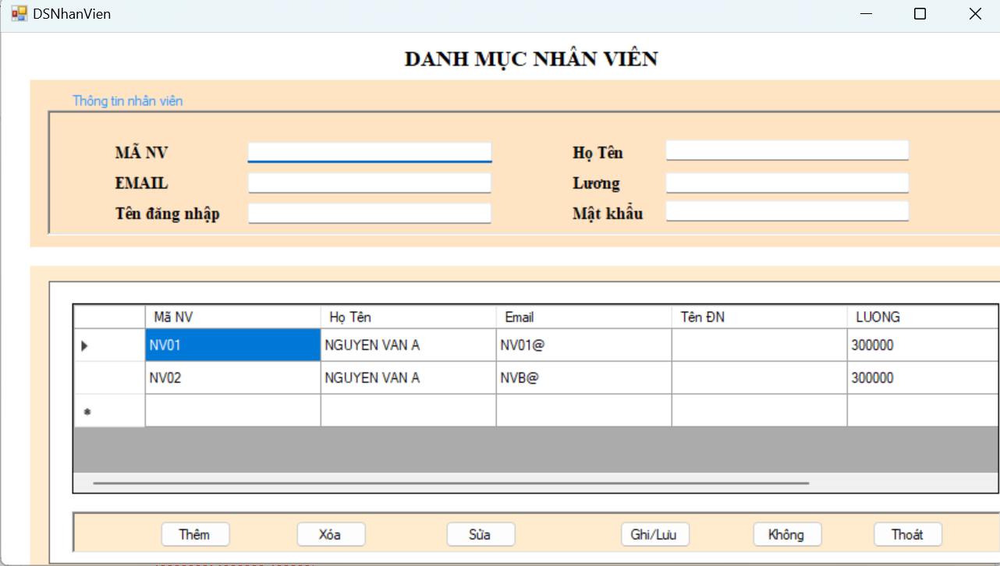 DSNhanVien
DANH MỤC NHÂN VIÊN
Thông tin nhân viên
MÃ NV Họ Tên
EMAIL Lương
Tên đăng nhập Mật khẩu
Mã NV Họ Tên Email Tên ĐN LUONG
NV01 NGUYEN VAN A NV01@ 300000
NV02 NGUYEN VAN A NVB@ 300000
Thêm Xóa Sửa Ghi/Lưu Không Thoát